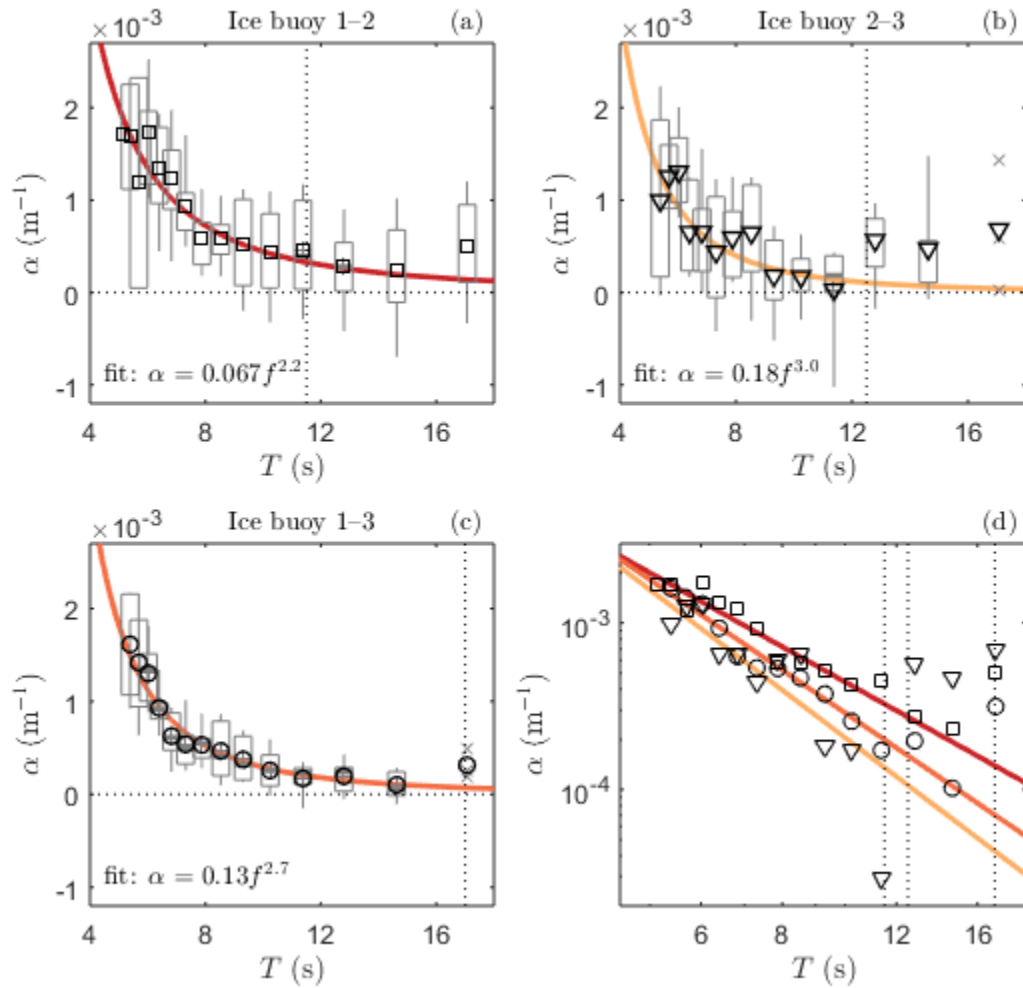 × 10⁻³ Ice buoy 1–2 (a)
2
1
0
-1
α (m⁻¹)
fit: α = 0.067f^2.2
4 8 12 16
T (s)
× 10⁻³ Ice buoy 2–3 (b)
2
1
0
-1
α (m⁻¹)
fit: α = 0.18f^3.0
4 8 12 16
T (s)
× 10⁻³ Ice buoy 1–3 (c)
2
1
0
-1
α (m⁻¹)
fit: α = 0.13f^2.7
4 8 12 16
T (s)
(d)
10⁻³
10⁻⁴
α (m⁻¹)
6 8 12 16
T (s)